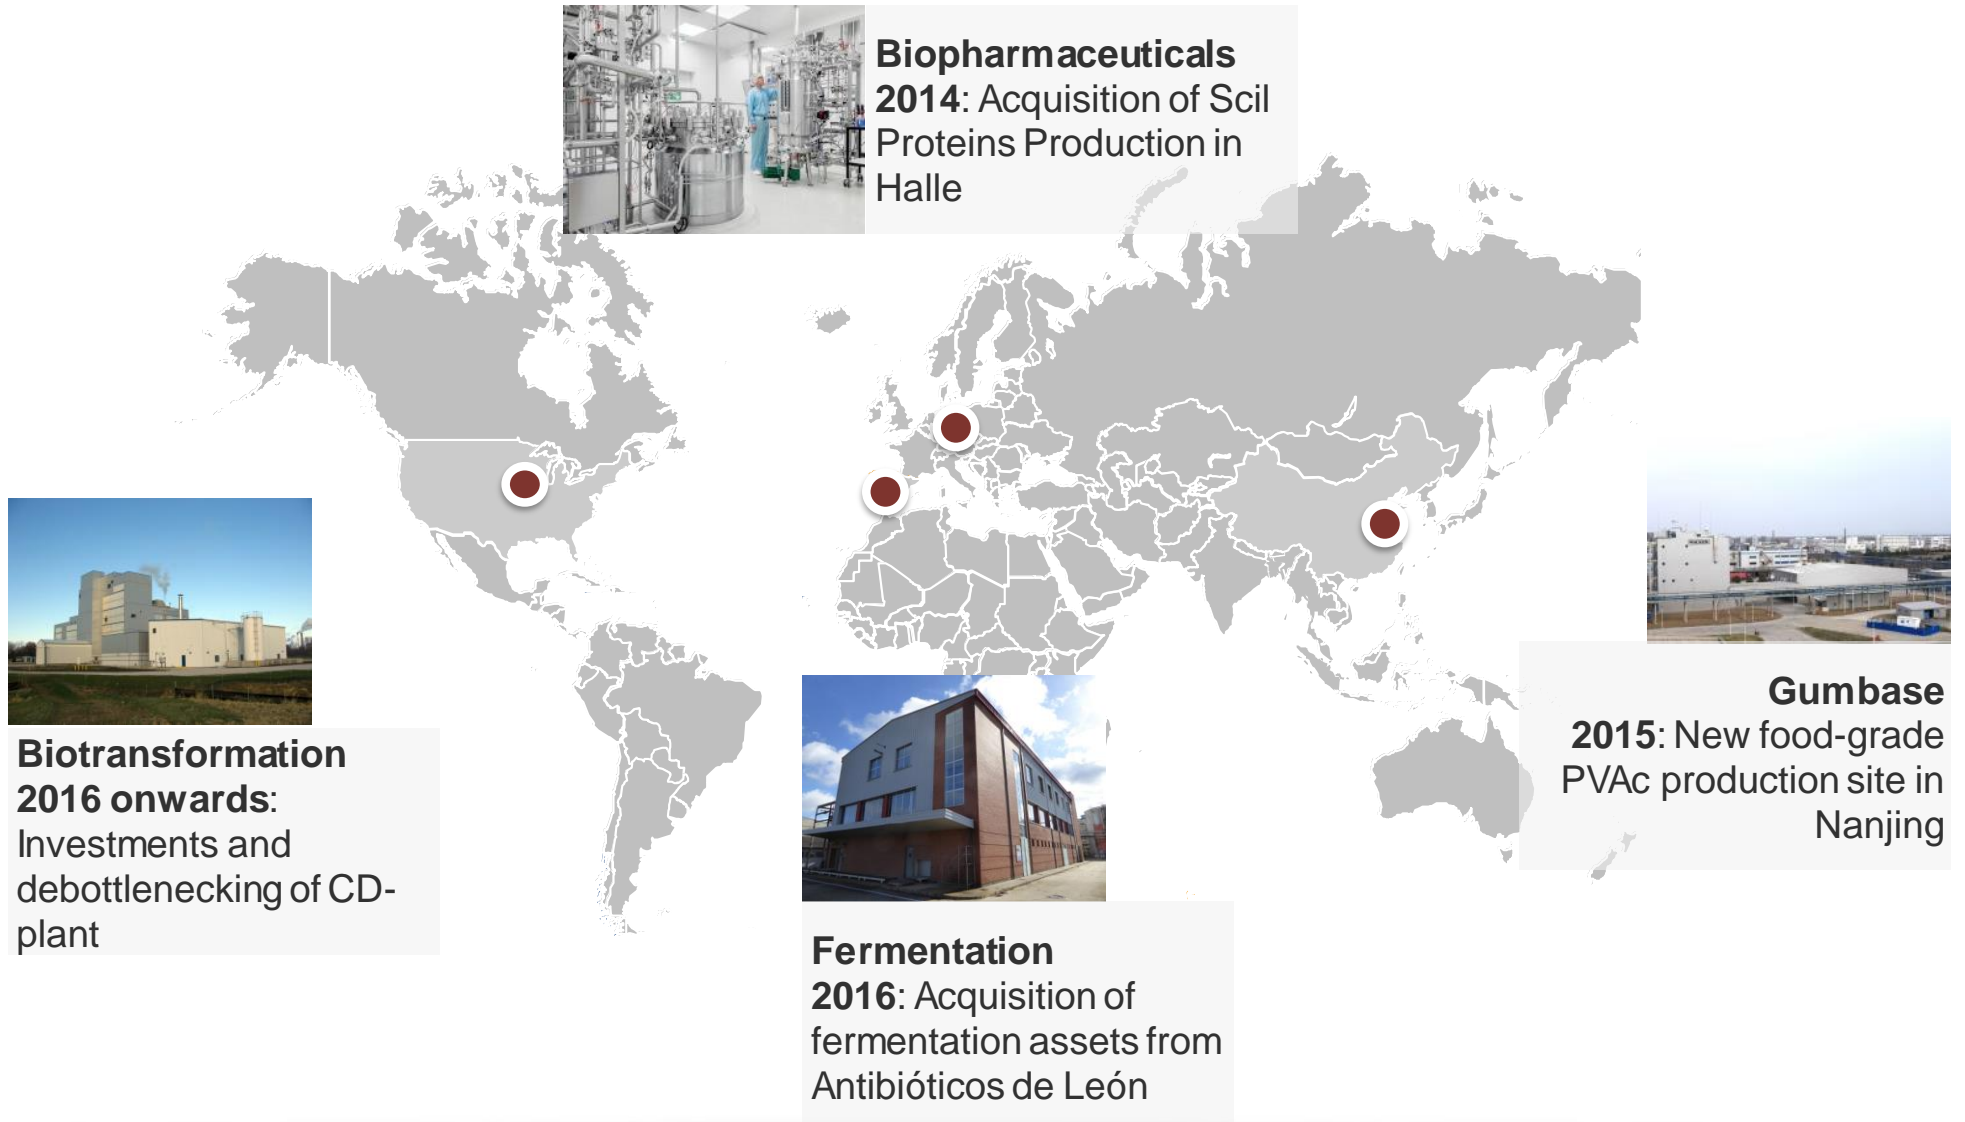 Biopharmaceuticals
2014: Acquisition of Scil
Proteins Production in
Halle
Biotransformation
2016 onwards:
Investments and
debottlenecking of CD-
plant
Fermentation
2016: Acquisition of
fermentation assets from
Antibióticos de León
Gumbase
2015: New food-grade
PVAc production site in
Nanjing